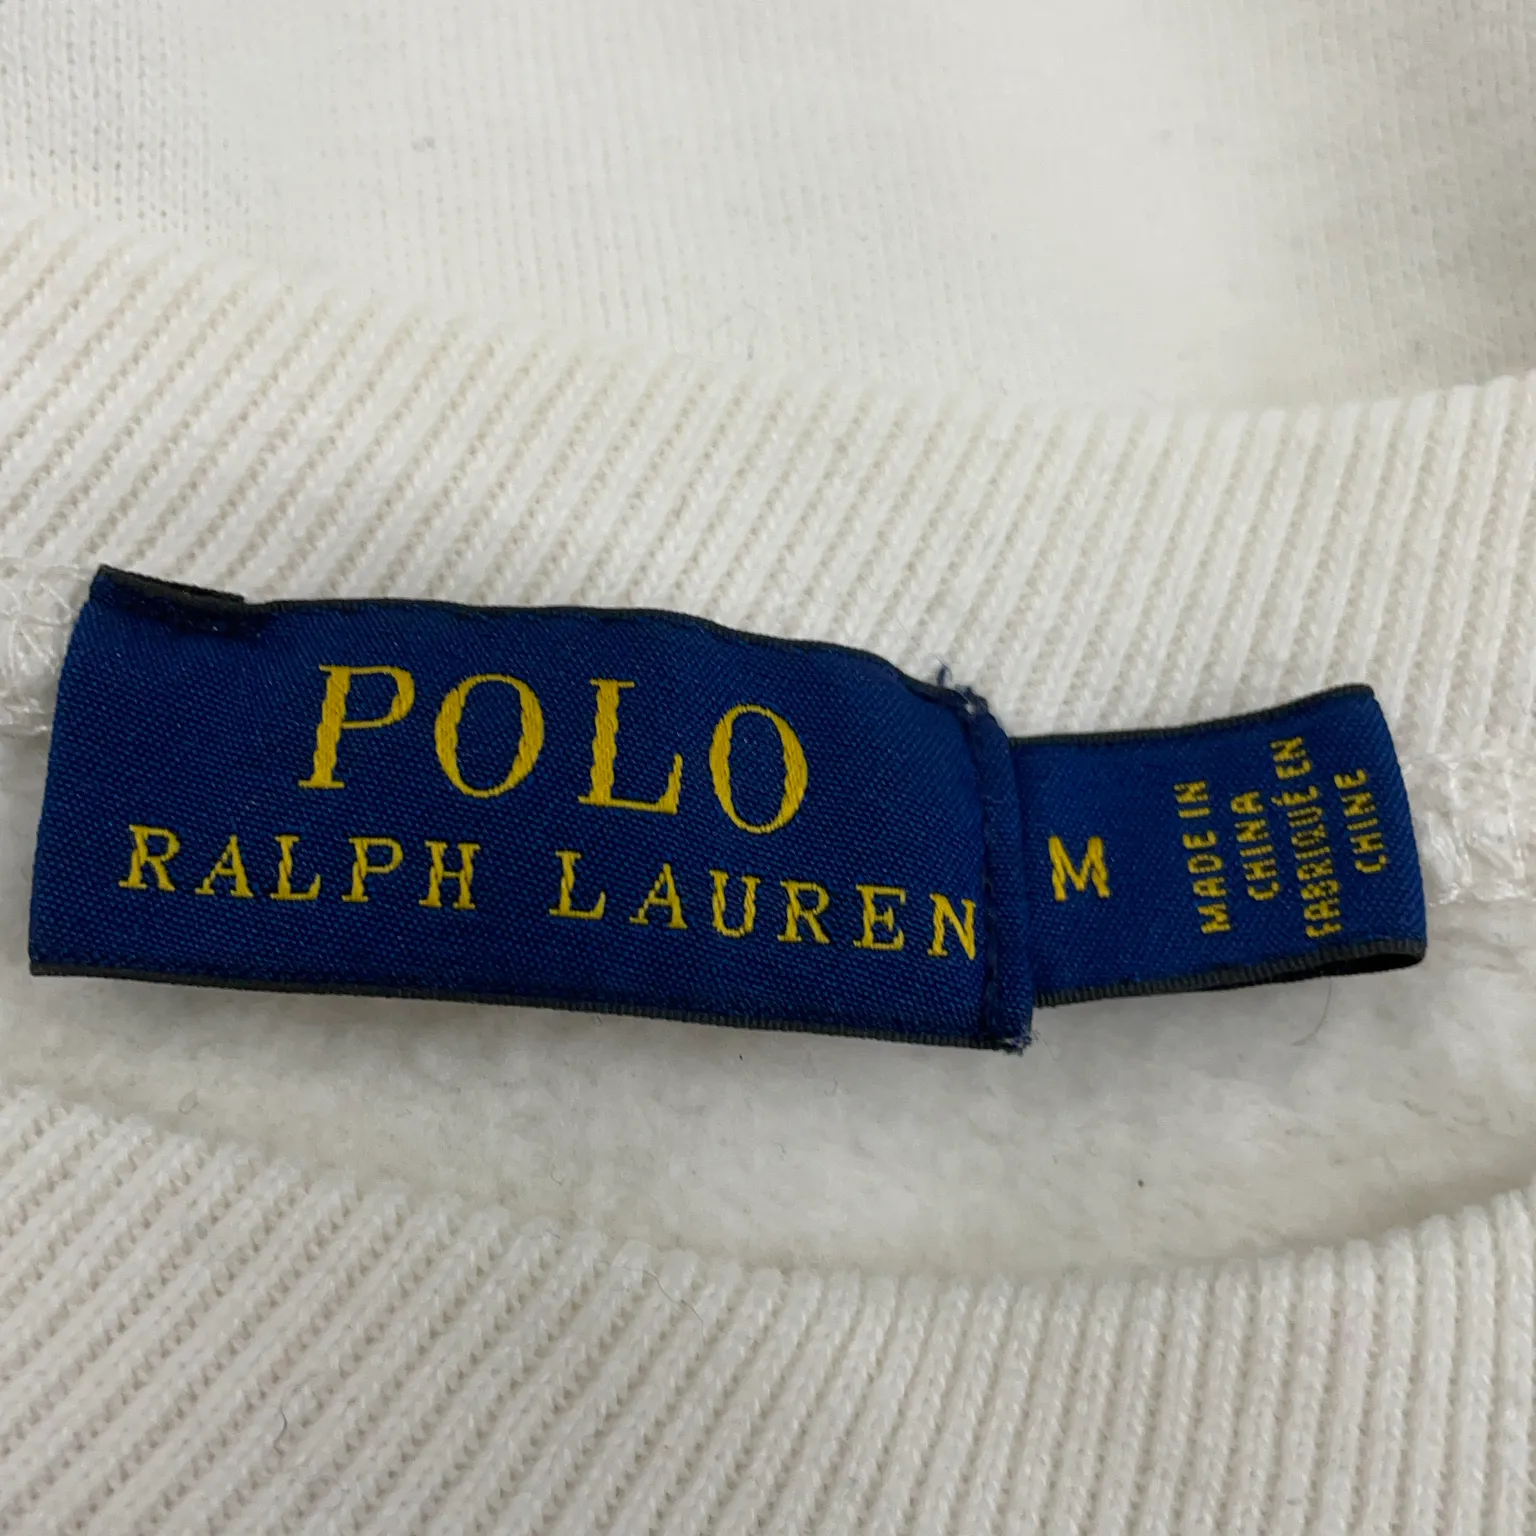 POLO
RALPH LAUREN
M
MADE IN
CHINA
FABRIQUÉ EN
CHINE